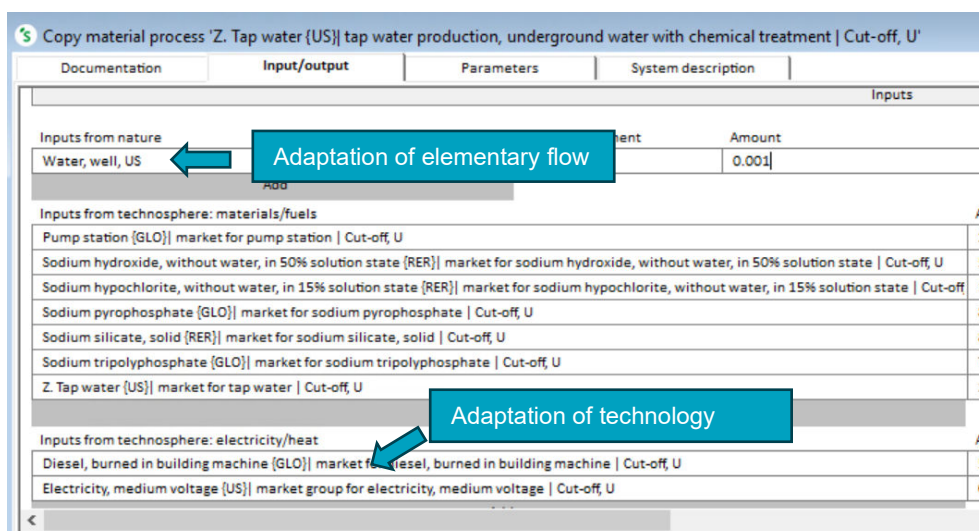 Copy material process 'Z. Tap water {US}| tap water production, underground water with chemical treatment | Cut-off, U'
Documentation Input/output Parameters System description
Inputs
Inputs from nature Amount
Adaptation of elementary flow
Water, well, US 0.001
Add
Inputs from technosphere: materials/fuels
Pump station {GLO}| market for pump station | Cut-off, U
Sodium hydroxide, without water, in 50% solution state {RER}| market for sodium hydroxide, without water, in 50% solution state | Cut-off, U
Sodium hypochlorite, without water, in 15% solution state {RER}| market for sodium hypochlorite, without water, in 15% solution state | Cut-off
Sodium pyrophosphate {GLO}| market for sodium pyrophosphate | Cut-off, U
Sodium silicate, solid {RER}| market for sodium silicate, solid | Cut-off, U
Sodium tripolyphosphate {GLO}| market for sodium tripolyphosphate | Cut-off, U
Z. Tap water {US}| market for tap water | Cut-off, U
Adaptation of technology
Inputs from technosphere: electricity/heat
Diesel, burned in building machine {GLO}| market for diesel, burned in building machine | Cut-off, U
Electricity, medium voltage {US}| market group for electricity, medium voltage | Cut-off, U